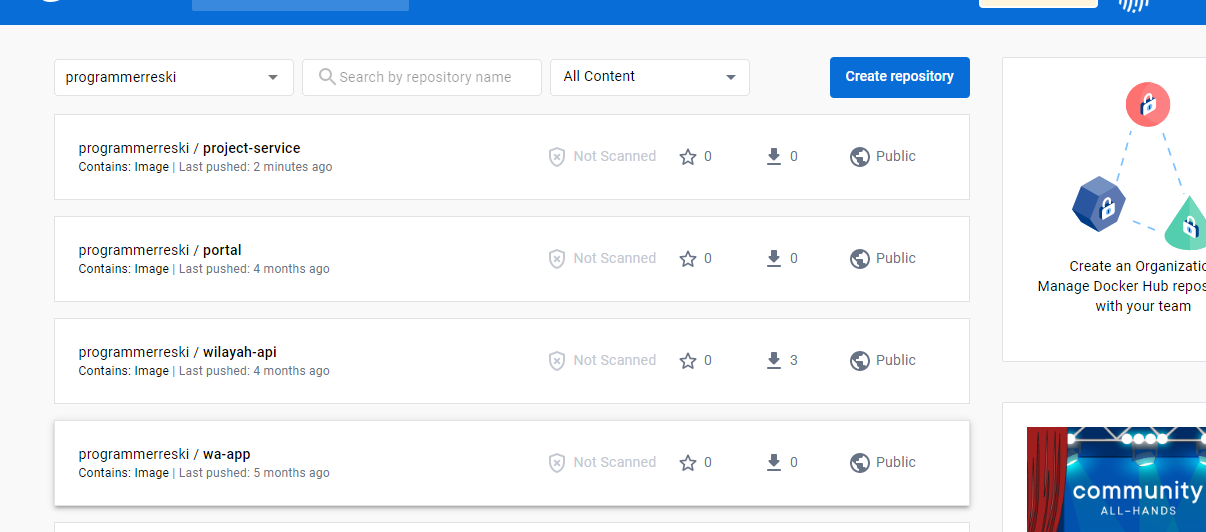 programmerreski
Search by repository name
All Content
Create repository
programmerreski / project-service
Contains: Image | Last pushed: 2 minutes ago
Not Scanned
0
0
Public
programmerreski / portal
Contains: Image | Last pushed: 4 months ago
Not Scanned
0
0
Public
programmerreski / wilayah-api
Contains: Image | Last pushed: 4 months ago
Not Scanned
0
3
Public
programmerreski / wa-app
Contains: Image | Last pushed: 5 months ago
Not Scanned
0
0
Public
Create an
Manage Docker Hub
with your team
community
ALL-HANDS